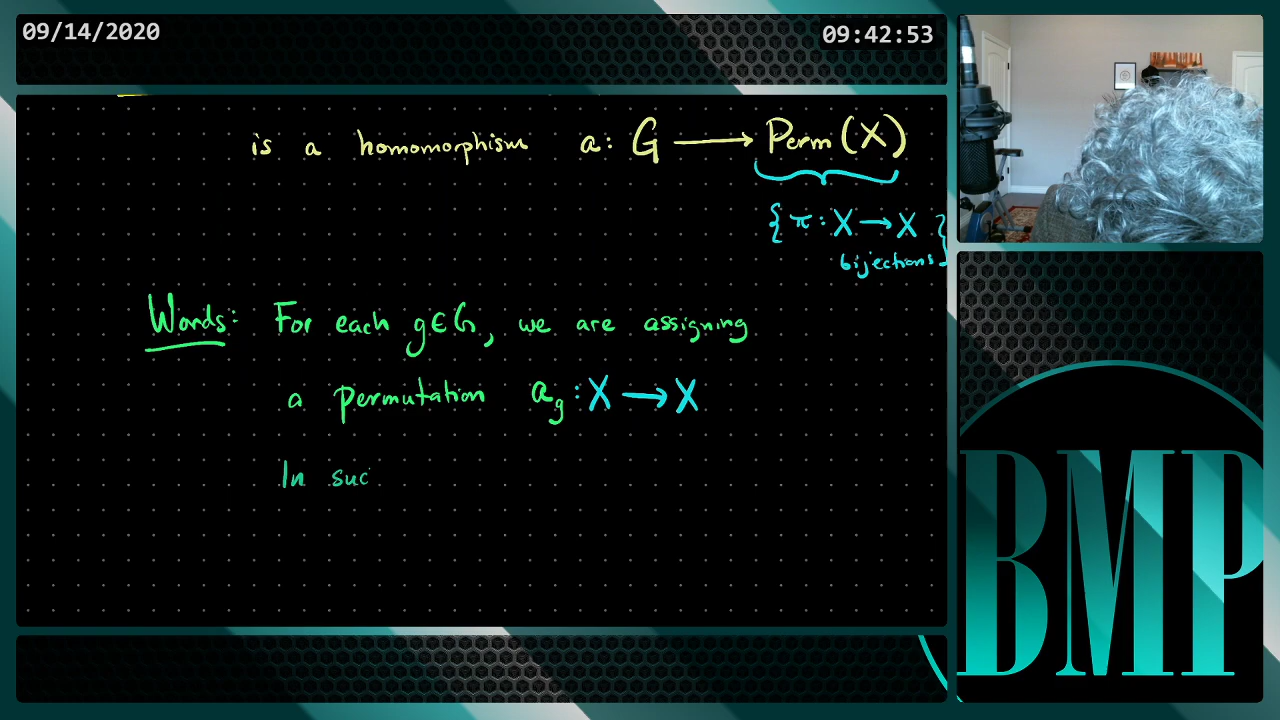 09/14/2020
09:42:53
is a homomorphism a: G ⟶ Perm(X)
{ π: X → X }
bijections
Words: For each g∈G, we are assigning
a permutation a_g : X ⟶ X
In suc
BMP